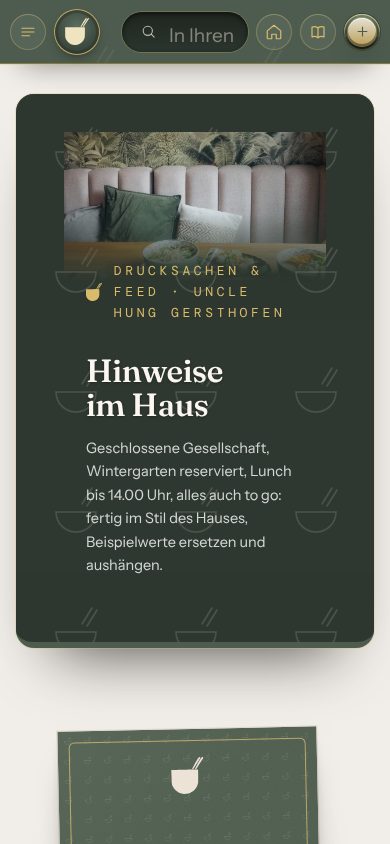 In Ihren
DRUCKSACHEN &
FEED · UNCLE
HUNG GERSTHOFEN
Hinweise
im Haus
Geschlossene Gesellschaft,
Wintergarten reserviert, Lunch
bis 14.00 Uhr, alles auch to go:
fertig im Stil des Hauses,
Beispielwerte ersetzen und
aushängen.